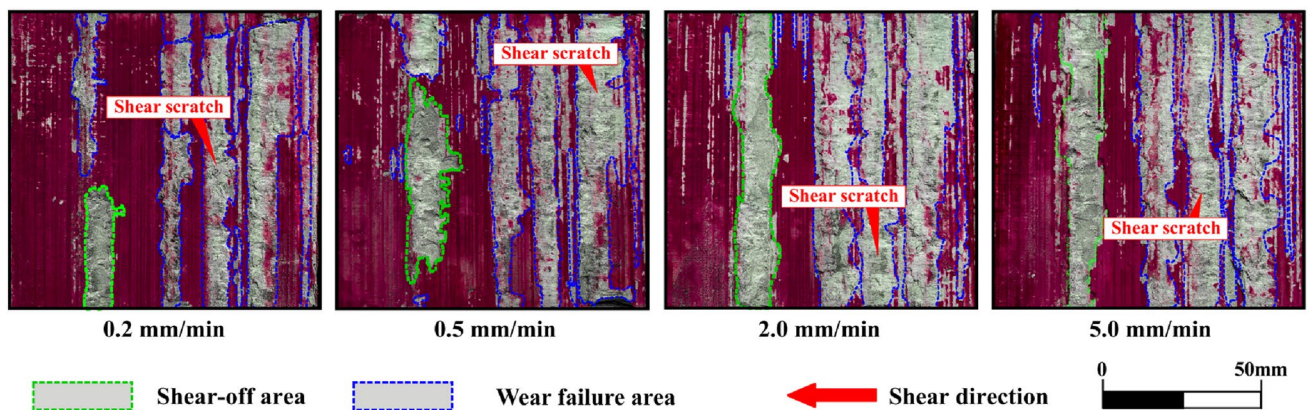 Shear scratch
Shear scratch
Shear scratch
Shear scratch
0.2 mm/min
0.5 mm/min
2.0 mm/min
5.0 mm/min
0
50mm
Shear-off area
Wear failure area
Shear direction